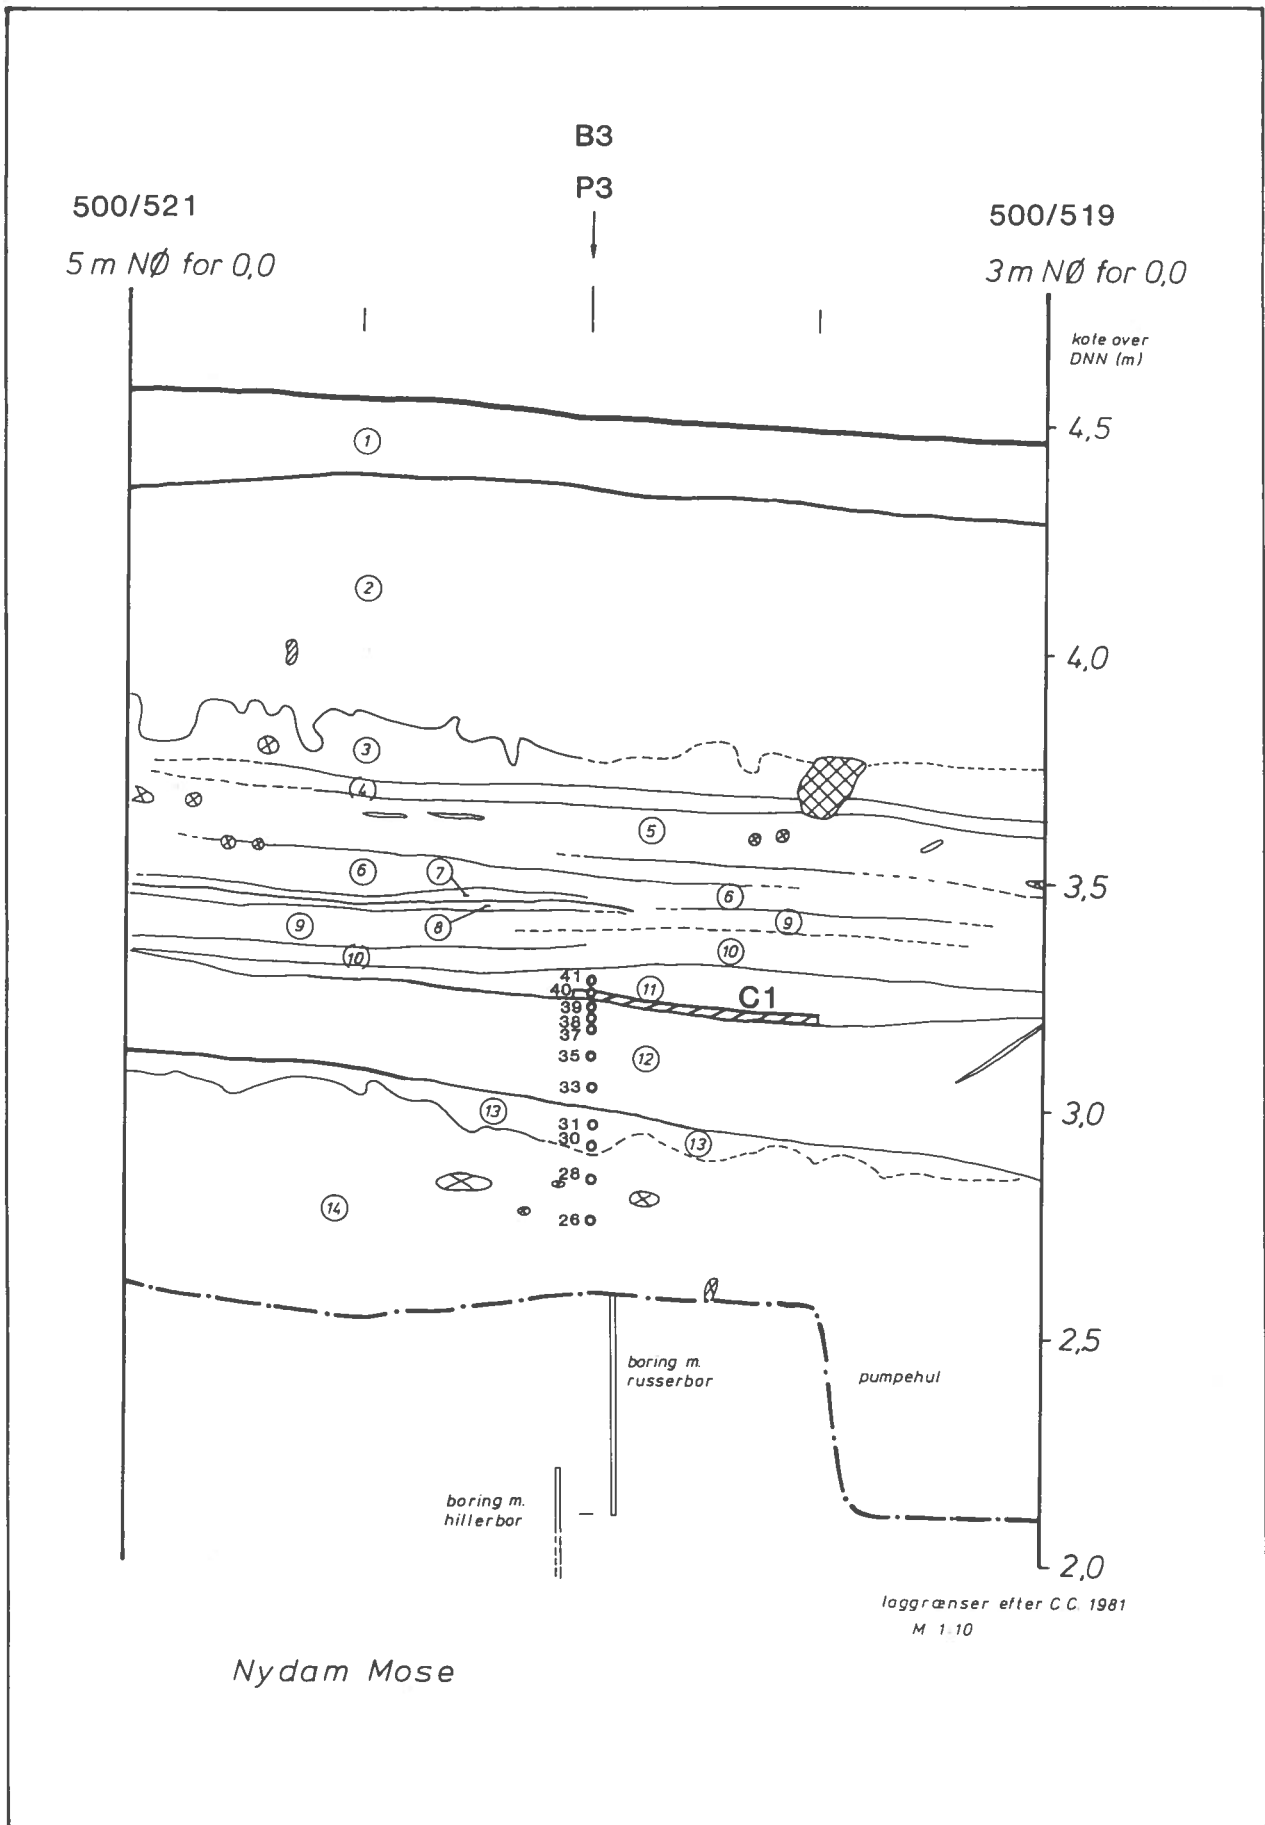 B3
P3
500/521
500/519
5 m NØ for 0,0
3 m NØ for 0,0
kote over
DNN (m)
4,5
1
2
4,0
3
4
5
3,5
6
7
6
8
9
9
10
10
41
40
11
C1
39
38
37
35
12
33
3,0
13
31
30
13
28
14
26
2,5
boring m.
russerbor
pumpehul
boring m.
hillerbor
2,0
laggrænser efter C.C. 1981
M 1:10
Nydam Mose